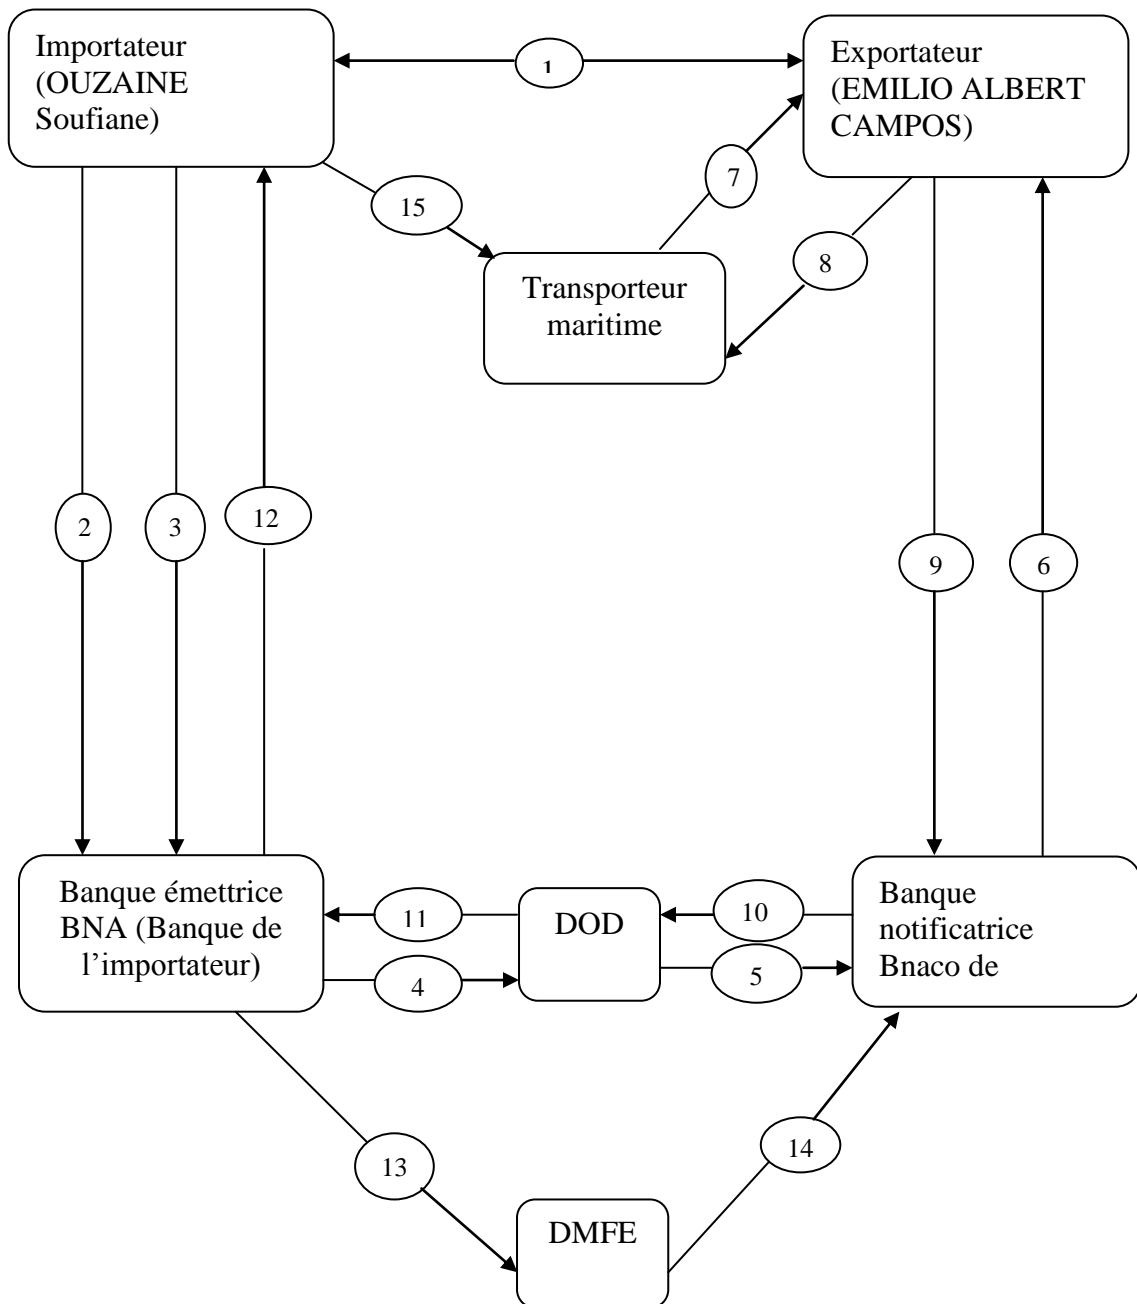 Importateur
(OUZAINE
Soufiane)
1
Exportateur
(EMILIO ALBERT
CAMPOS)
7
15
8
Transporteur
maritime
2
3
12
9
6
Banque émettrice
BNA (Banque de
l’importateur)
11
4
DOD
10
5
Banque
notificatrice
Bnaco de
13
14
DMFE